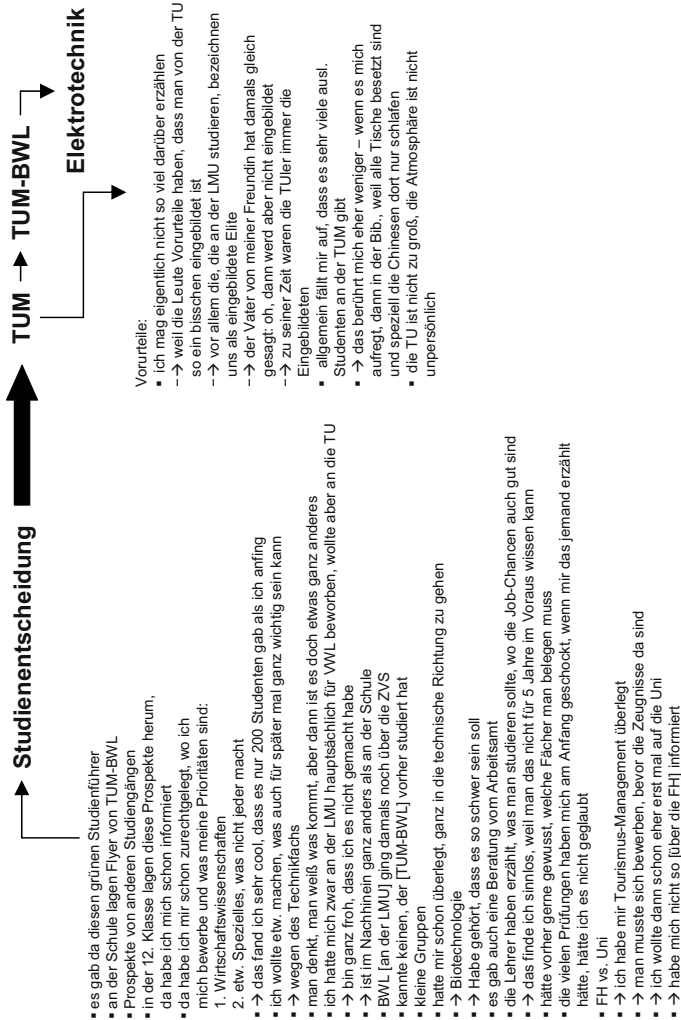 Studienentscheidung → TUM → TUM-BWL
Elektrotechnik
▪ es gab da diesen grünen Studienführer
▪ an der Schule lagen Flyer von TUM-BWL
▪ Prospekte von anderen Studiengängen
▪ in der 12. Klasse lagen diese Prospekte herum,
da habe ich mich schon informiert
▪ da habe ich mir schon zurechtgelegt, wo ich
mich bewerbe und was meine Prioritäten sind:
1. Wirtschaftswissenschaften
2. etw. Spezielles, was nicht jeder macht
▪ → das fand ich sehr cool, dass es nur 200 Studenten gab als ich anfing
▪ ich wollte etw. machen, was auch für später mal ganz wichtig sein kann
▪ → wegen des Technikfachs
▪ man denkt, man weiß was kommt, aber dann ist es doch etwas ganz anderes
▪ ich hatte mich zwar an der LMU hauptsächlich für VWL beworben, wollte aber an die TU
▪ → bin ganz froh, dass ich es nicht gemacht habe
▪ → ist im Nachhinein ganz anders als an der Schule
▪ BWL [an der LMU] ging damals noch über die ZVS
▪ kannte keinen, der [TUM-BWL] vorher studiert hat
▪ kleine Gruppen
▪ hatte mir schon überlegt, ganz in die technische Richtung zu gehen
▪ → Biotechnologie
▪ → Habe gehört, dass es so schwer sein soll
▪ es gab auch eine Beratung vom Arbeitsamt
▪ die Lehrer haben erzählt, was man studieren sollte, wo die Job-Chancen auch gut sind
▪ → das finde ich sinnlos, weil man das nicht für 5 Jahre im Voraus wissen kann
▪ hätte vorher gerne gewusst, welche Fächer man belegen muss
▪ die vielen Prüfungen haben mich am Anfang geschockt, wenn mir das jemand erzählt
hätte, hätte ich es nicht geglaubt
▪ FH vs. Uni
▪ → ich habe mir Tourismus-Management überlegt
▪ → man musste sich bewerben, bevor die Zeugnisse da sind
▪ → ich wollte dann schon eher erst mal auf die Uni
▪ → habe mich nicht so [über die FH] informiert
Vorurteile:
▪ ich mag eigentlich nicht so viel darüber erzählen
–→ weil die Leute Vorurteile haben, dass man von der TU
so ein bisschen eingebildet ist
–→ vor allem die, die an der LMU studieren, bezeichnen
uns als eingebildete Elite
–→ der Vater von meiner Freundin hat damals gleich
gesagt: oh, dann werd aber nicht eingebildet
–→ zu seiner Zeit waren die TUler immer die
Eingebildeten
▪ allgemein fällt mir auf, dass es sehr viele ausl.
Studenten an der TUM gibt
▪ → das berührt mich eher weniger – wenn es mich
aufregt, dann in der Bib., weil alle Tische besetzt sind
und speziell die Chinesen dort nur schlafen
▪ die TU ist nicht zu groß, die Atmosphäre ist nicht
unpersönlich